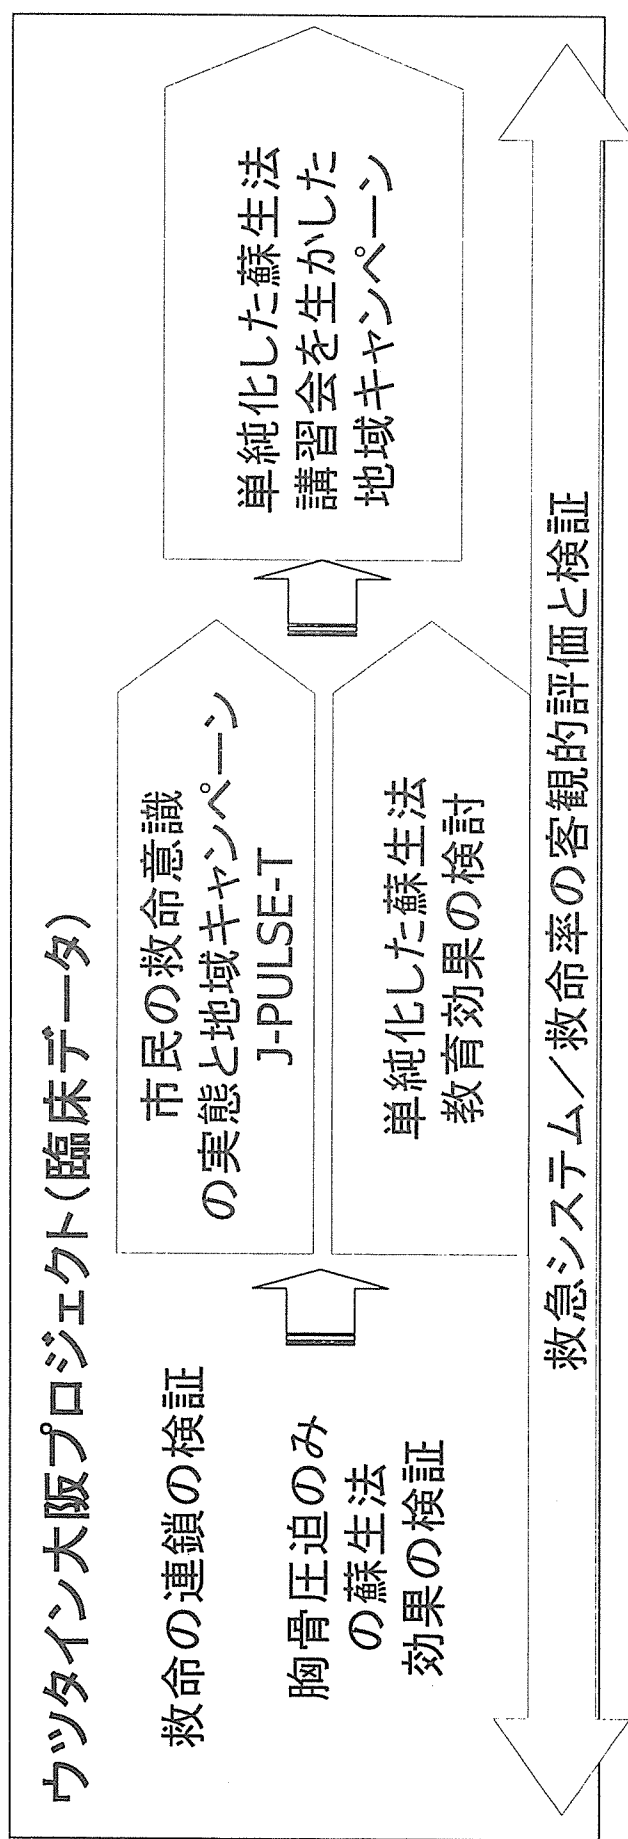 ウツタイン大阪プロジェクト(臨床データ)
救命の連鎖の検証
胸骨圧迫のみ
の蘇生法
効果の検証
市民の救命意識
の実態と地域キャンペーン
J-PULSE-T
単純化した蘇生法
教育効果の検討
単純化した蘇生法
講習会を生かした
地域キャンペーン
救急システム/救命率の客観的評価と検証